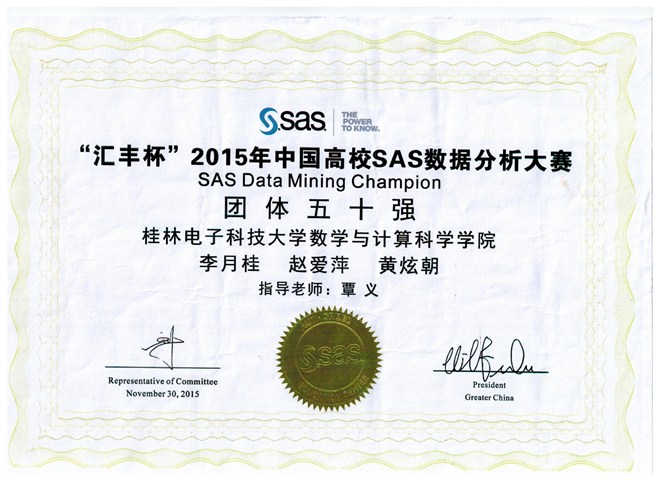 sas
THE
POWER
TO KNOW.
“汇丰杯”2015年中国高校SAS数据分析大赛
SAS Data Mining Champion
团体五十强
桂林电子科技大学数学与计算科学学院
李月桂 赵爱萍 黄炫朝
指导老师：覃 义
sas
Representative of Committee
November 30, 2015
President
Greater China